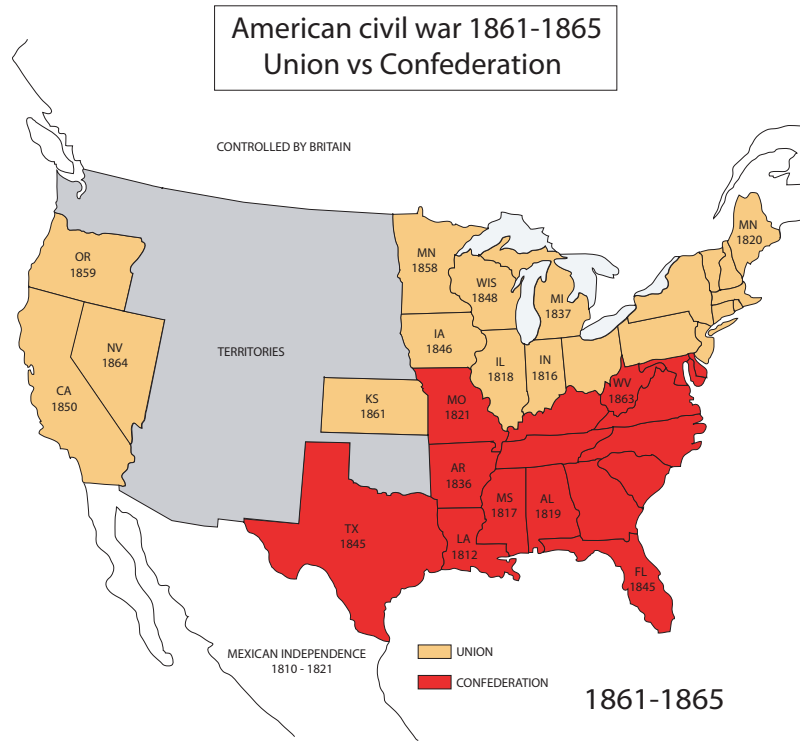 American civil war 1861-1865
Union vs Confederation
CONTROLLED BY BRITAIN
MN
1820
OR
1859
MN
1858
WIS
1848
MI
1837
NV
1864
TERRITORIES
IA
1846
IL
1818
IN
1816
CA
1850
KS
1861
MO
1821
WV
1863
AR
1836
MS
1817
AL
1819
TX
1845
LA
1812
FL
1845
MEXICAN INDEPENDENCE
1810 - 1821
UNION
CONFEDERATION
1861-1865